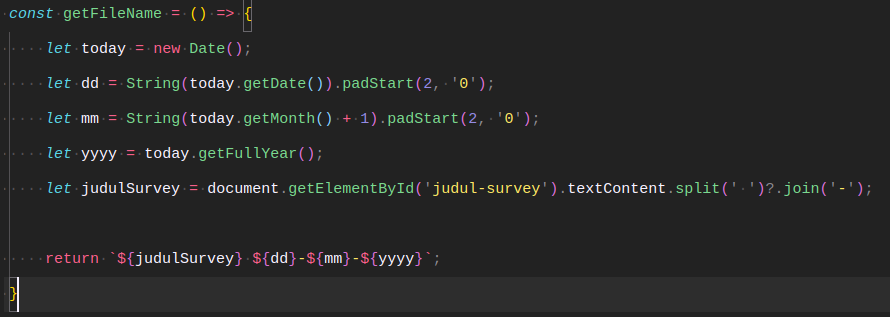 const getFileName = () => {
let today = new Date();
let dd = String(today.getDate()).padStart(2, '0');
let mm = String(today.getMonth() + 1).padStart(2, '0');
let yyyy = today.getFullYear();
let judulSurvey = document.getElementById('judul-survey').textContent.split(' ')?.join('-');
return `${judulSurvey} ${dd}-${mm}-${yyyy}`;
}